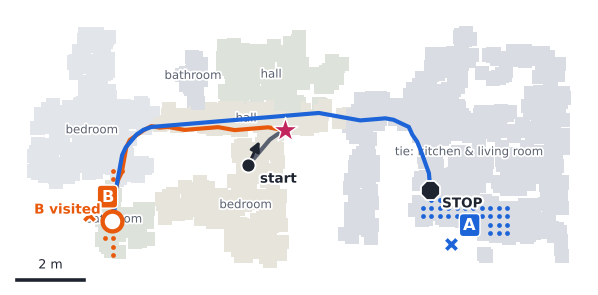 hall
bathroom
hall
bedroom
tie: kitchen & living room
start
B
STOP
B visited
bedroom
A
2 m